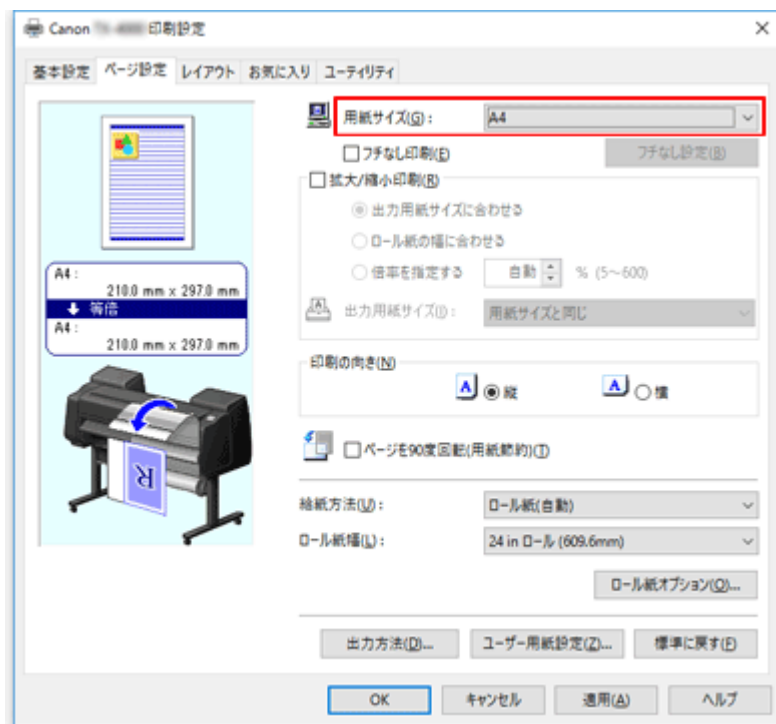 Canon 印刷設定
基本設定 ページ設定 レイアウト お気に入り ユーティリティ
用紙サイズ(G): A4
フチなし印刷(E) フチなし設定(B)
拡大/縮小印刷(R)
出力用紙サイズに合わせる
ロール紙の幅に合わせる
倍率を指定する 自動 % (5~600)
出力用紙サイズ(I): 用紙サイズと同じ
A4:
210.0 mm x 297.0 mm
等倍
A4:
210.0 mm x 297.0 mm
R
印刷の向き(N)
A 縦 A 横
ページを90度回転(用紙節約)(T)
給紙方法(U): ロール紙(自動)
ロール紙幅(L): 24 in ロール (609.6mm)
ロール紙オプション(O)...
出力方法(D)... ユーザー用紙設定(Z)... 標準に戻す(F)
OK キャンセル 適用(A) ヘルプ